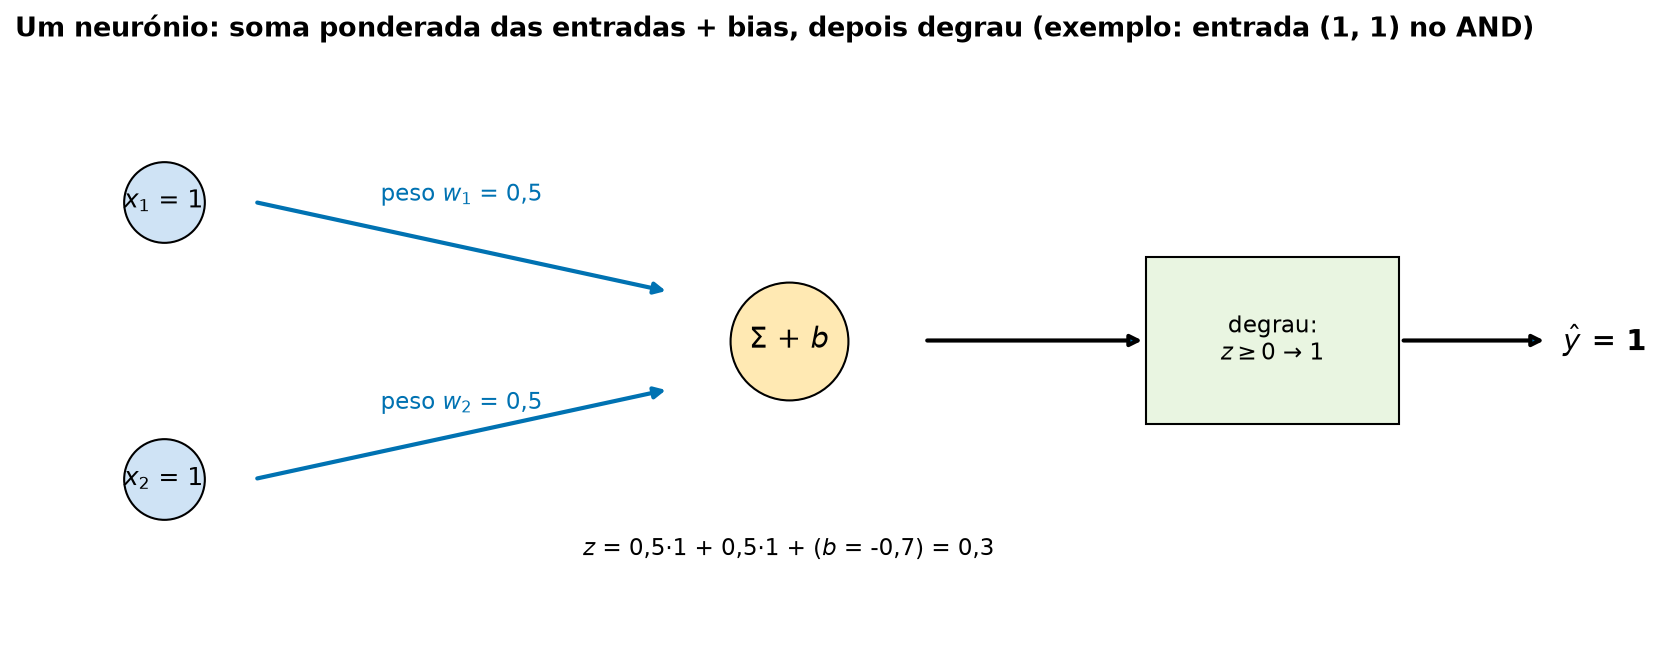 Um neurónio: soma ponderada das entradas + bias, depois degrau (exemplo: entrada (1, 1) no AND)
x₁ = 1
peso w₁ = 0,5
Σ + b
degrau:
z ≥ 0 → 1
ŷ = 1
peso w₂ = 0,5
x₂ = 1
z = 0,5·1 + 0,5·1 + (b = -0,7) = 0,3